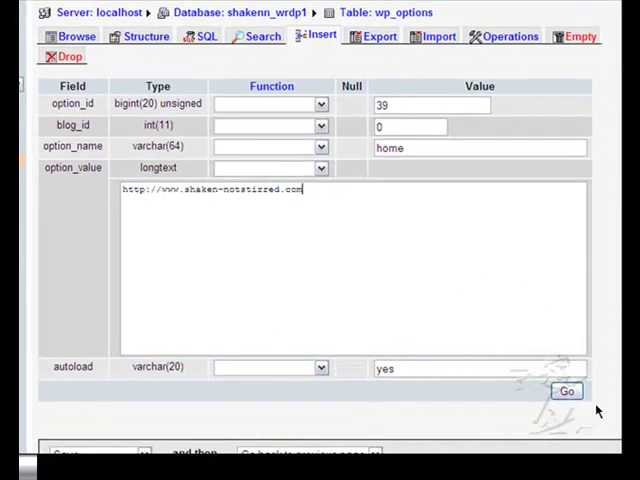 Server: localhost ▸ Database: shakenn_wrdp1 ▸ Table: wp_options
Browse Structure SQL Search Insert Export Import Operations Empty
Drop
Field Type Function Null Value
option_id bigint(20) unsigned 39
blog_id int(11) 0
option_name varchar(64) home
option_value longtext
http://www.shaken-notstirred.com
autoload varchar(20) yes
Go
and then